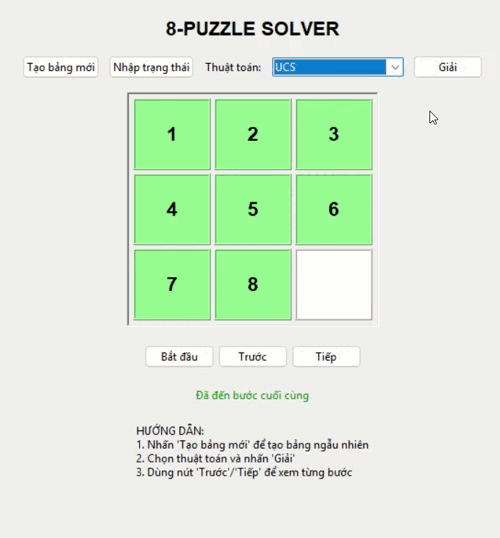 8-PUZZLE SOLVER
Tạo bảng mới Nhập trạng thái Thuật toán: UCS Giải
1 2 3
4 5 6
7 8
Bắt đầu Trước Tiếp
Đã đến bước cuối cùng
HƯỚNG DẪN:
1. Nhấn 'Tạo bảng mới' để tạo bảng ngẫu nhiên
2. Chọn thuật toán và nhấn 'Giải'
3. Dùng nút 'Trước'/'Tiếp' để xem từng bước